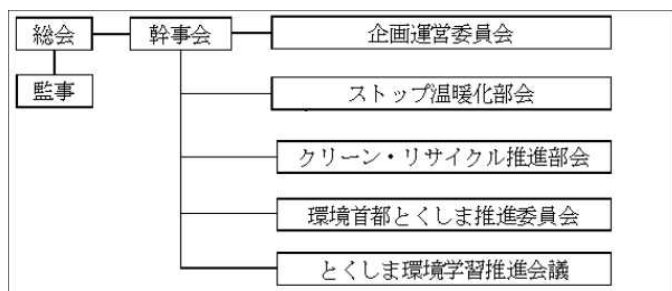 総会
幹事会
企画運営委員会
監事
ストップ温暖化部会
クリーン・リサイクル推進部会
環境首都とくしま推進委員会
とくしま環境学習推進会議